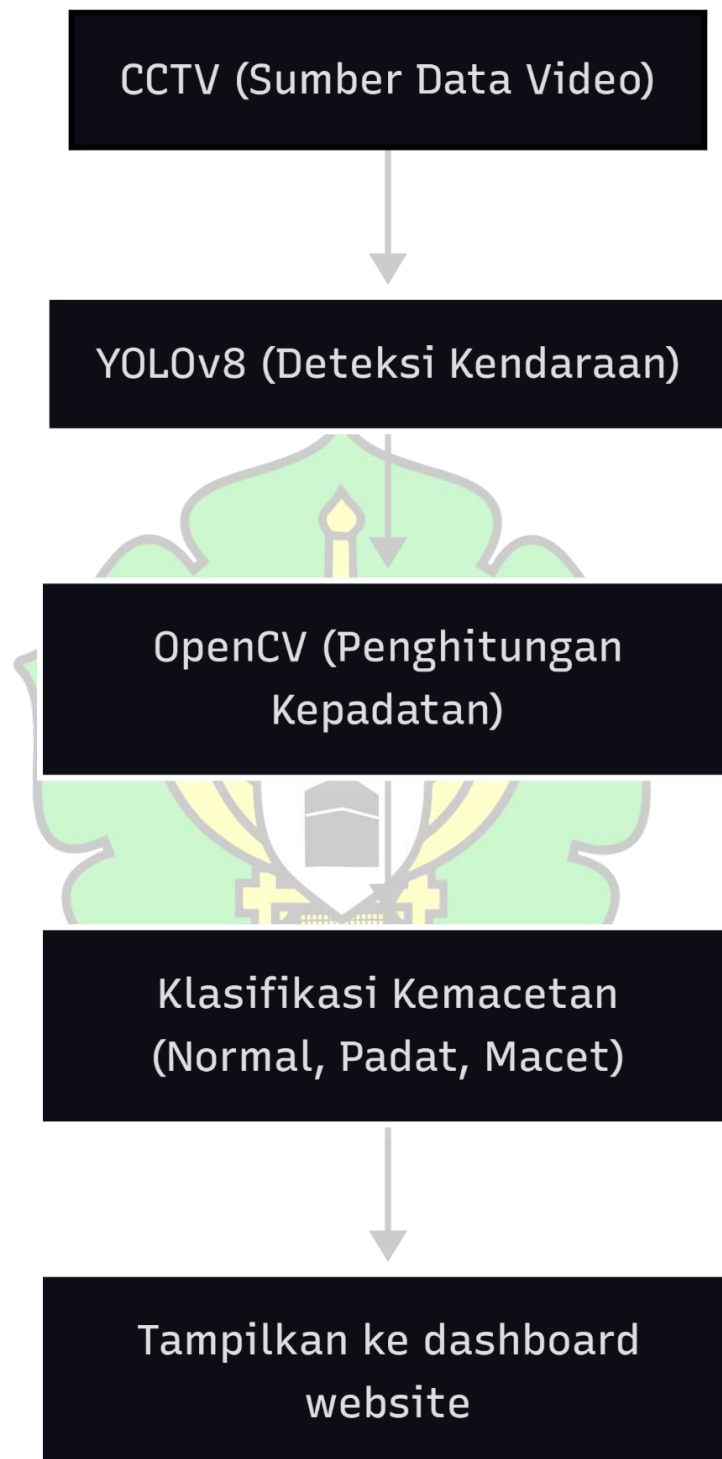 CCTV (Sumber Data Video)
YOLOv8 (Deteksi Kendaraan)
OpenCV (Penghitungan
Kepadatan)
Klasifikasi Kemacetan
(Normal, Padat, Macet)
Tampilkan ke dashboard
website